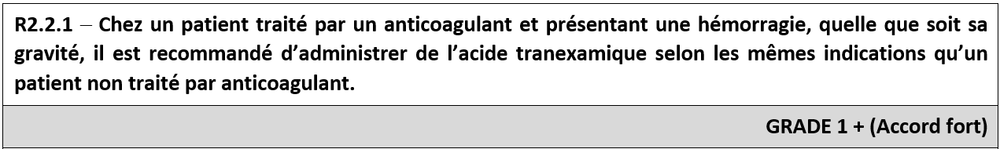 R2.2.1 – Chez un patient traité par un anticoagulant et présentant une hémorragie, quelle que soit sa
gravité, il est recommandé d’administrer de l’acide tranexamique selon les mêmes indications qu’un
patient non traité par anticoagulant.
GRADE 1 + (Accord fort)